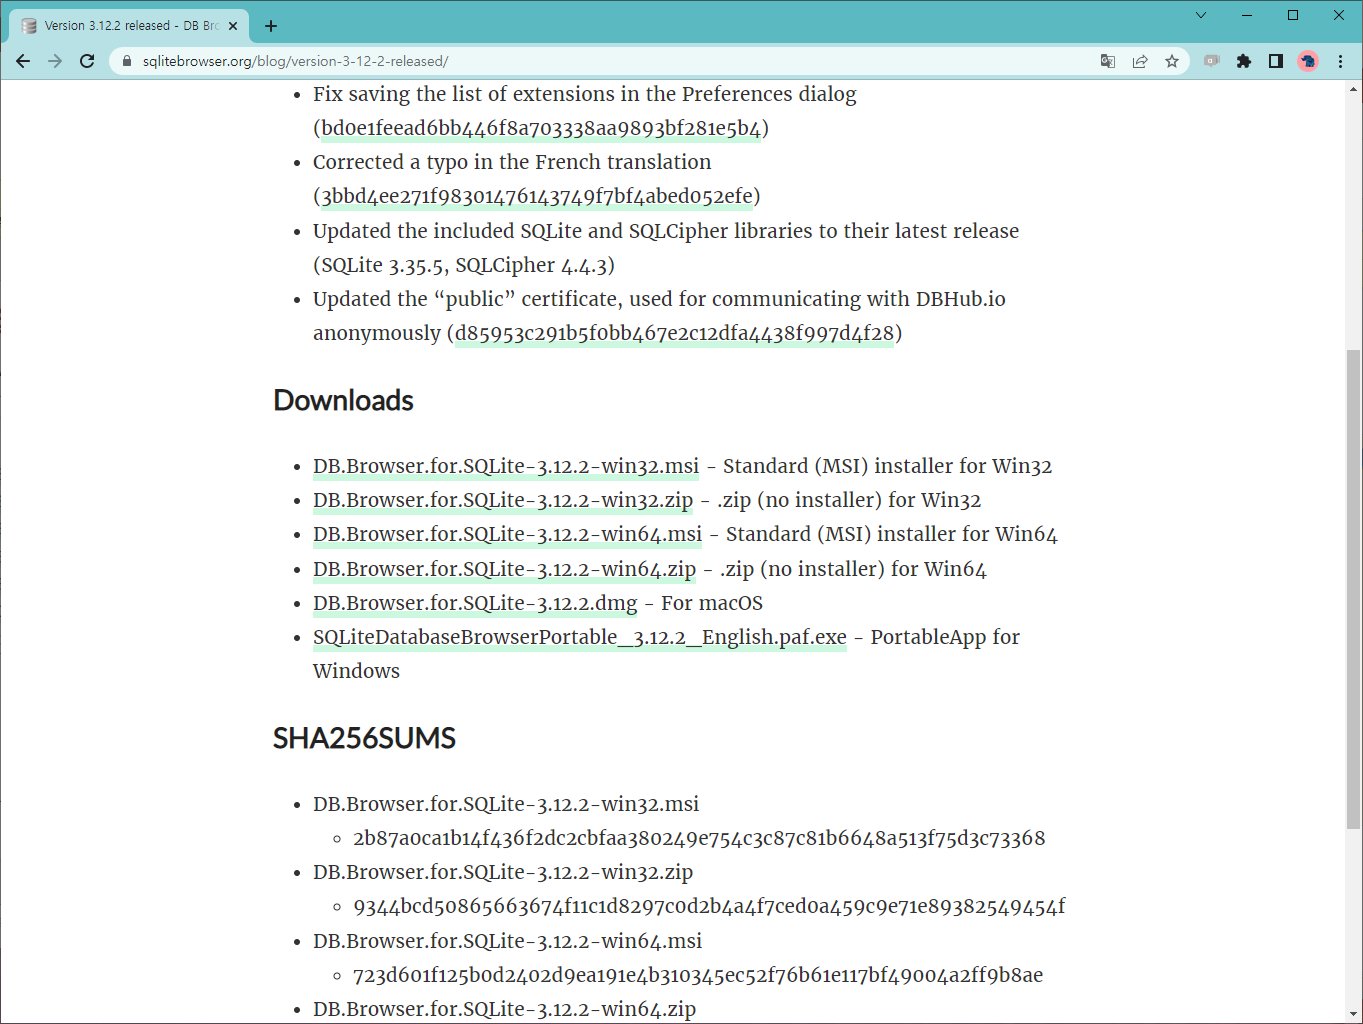 Version 3.12.2 released - DB Bro
sqlitebrowser.org/blog/version-3-12-2-released/
• Fix saving the list of extensions in the Preferences dialog
(bd0e1feead6bb446f8a703338aa9893bf281e5b4)
• Corrected a typo in the French translation
(3bbd4ee271f98301476143749f7bf4abed052efe)
• Updated the included SQLite and SQLCipher libraries to their latest release
(SQLite 3.35.5, SQLCipher 4.4.3)
• Updated the “public” certificate, used for communicating with DBHub.io
anonymously (d85953c291b5f0bb467e2c12dfa4438f997d4f28)
Downloads
• DB.Browser.for.SQLite-3.12.2-win32.msi - Standard (MSI) installer for Win32
• DB.Browser.for.SQLite-3.12.2-win32.zip - .zip (no installer) for Win32
• DB.Browser.for.SQLite-3.12.2-win64.msi - Standard (MSI) installer for Win64
• DB.Browser.for.SQLite-3.12.2-win64.zip - .zip (no installer) for Win64
• DB.Browser.for.SQLite-3.12.2.dmg - For macOS
• SQLiteDatabaseBrowserPortable_3.12.2_English.paf.exe - PortableApp for
Windows
SHA256SUMS
• DB.Browser.for.SQLite-3.12.2-win32.msi
◦ 2b87a0ca1b14f436f2dc2cbfaa380249e754c3c87c81b6648a513f75d3c73368
• DB.Browser.for.SQLite-3.12.2-win32.zip
◦ 9344bcd50865663674f11c1d8297c0d2b4a4f7ced0a459c9e71e89382549454f
• DB.Browser.for.SQLite-3.12.2-win64.msi
◦ 723d601f125b0d2402d9ea191e4b310345ec52f76b61e117bf49004a2ff9b8ae
• DB.Browser.for.SQLite-3.12.2-win64.zip